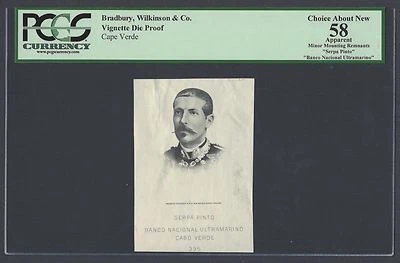 PCGS
CURRENCY
www.pcgscurrency.com
Bradbury, Wilkinson & Co.
Vignette Die Proof
Cape Verde
Choice About New
58
Apparent
Minor Mounting Remnants
"Serpa Pinto"
"Banco Nacional Ultramarino"
SERPA PINTO
BANCO NACIONAL ULTRAMARINO
CABO VERDE
395